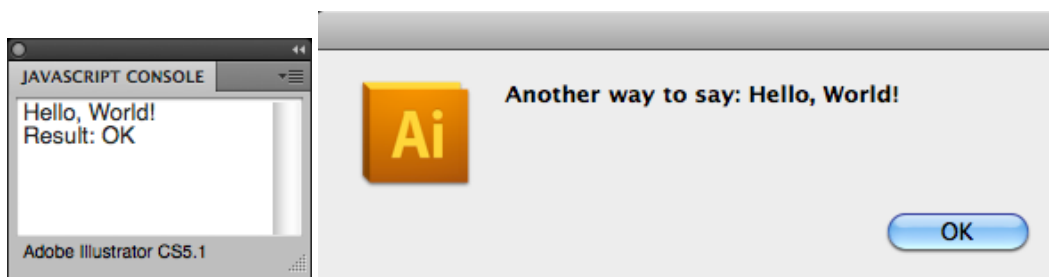 JAVASCRIPT CONSOLE
Hello, World!
Result: OK
Adobe Illustrator CS5.1
Ai
Another way to say: Hello, World!
OK